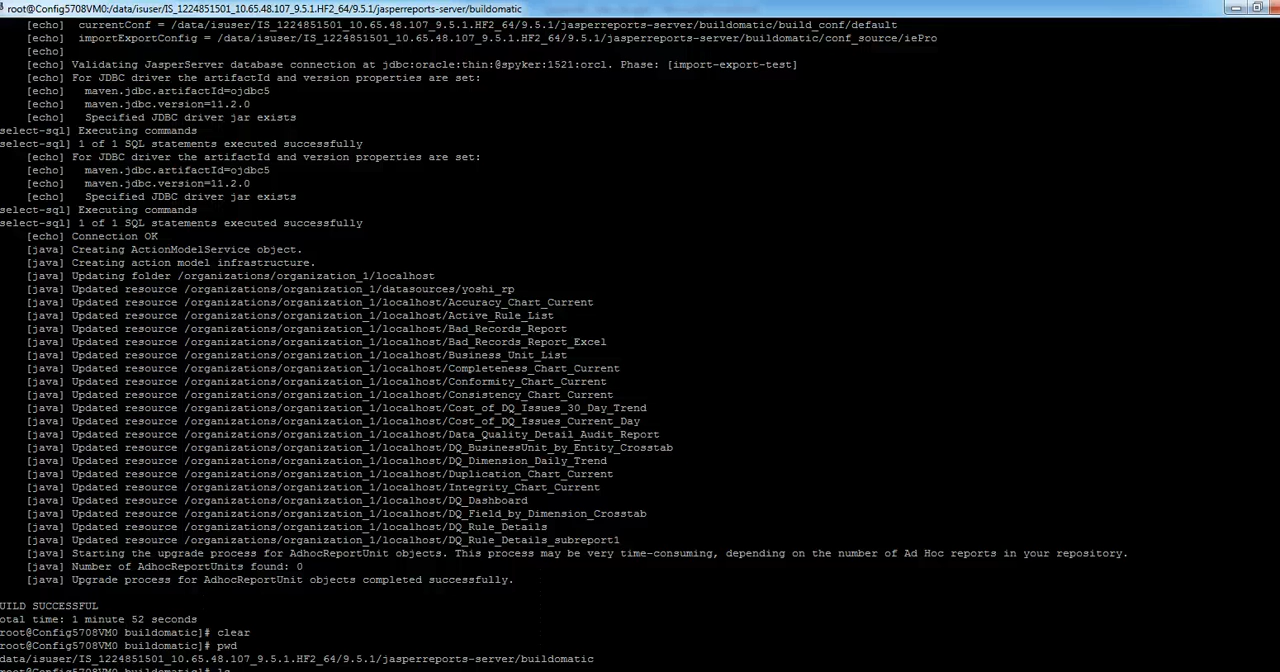 root@Config5708VM0:/data/isuser/IS_1224851501_10.65.48.107_9.5.1.HF2_64/9.5.1/jasperreports-server/buildomatic
[echo]  currentConf = /data/isuser/IS_1224851501_10.65.48.107_9.5.1.HF2_64/9.5.1/jasperreports-server/buildomatic/build_conf/default
[echo]  importExportConfig = /data/isuser/IS_1224851501_10.65.48.107_9.5.1.HF2_64/9.5.1/jasperreports-server/buildomatic/conf_source/iePro
[echo]
[echo] Validating JasperServer database connection at jdbc:oracle:thin:@spyker:1521:orcl. Phase: [import-export-test]
[echo] For JDBC driver the artifactId and version properties are set:
[echo]   maven.jdbc.artifactId=ojdbc5
[echo]   maven.jdbc.version=11.2.0
[echo]   Specified JDBC driver jar exists
select-sql] Executing commands
select-sql] 1 of 1 SQL statements executed successfully
[echo] For JDBC driver the artifactId and version properties are set:
[echo]   maven.jdbc.artifactId=ojdbc5
[echo]   maven.jdbc.version=11.2.0
[echo]   Specified JDBC driver jar exists
select-sql] Executing commands
select-sql] 1 of 1 SQL statements executed successfully
[echo] Connection OK
[java] Creating ActionModelService object.
[java] Creating action model infrastructure.
[java] Updating folder /organizations/organization_1/localhost
[java] Updated resource /organizations/organization_1/datasources/yoshi_rp
[java] Updated resource /organizations/organization_1/localhost/Accuracy_Chart_Current
[java] Updated resource /organizations/organization_1/localhost/Active_Rule_List
[java] Updated resource /organizations/organization_1/localhost/Bad_Records_Report
[java] Updated resource /organizations/organization_1/localhost/Bad_Records_Report_Excel
[java] Updated resource /organizations/organization_1/localhost/Business_Unit_List
[java] Updated resource /organizations/organization_1/localhost/Completeness_Chart_Current
[java] Updated resource /organizations/organization_1/localhost/Conformity_Chart_Current
[java] Updated resource /organizations/organization_1/localhost/Consistency_Chart_Current
[java] Updated resource /organizations/organization_1/localhost/Cost_of_DQ_Issues_30_Day_Trend
[java] Updated resource /organizations/organization_1/localhost/Cost_of_DQ_Issues_Current_Day
[java] Updated resource /organizations/organization_1/localhost/Data_Quality_Detail_Audit_Report
[java] Updated resource /organizations/organization_1/localhost/DQ_BusinessUnit_by_Entity_Crosstab
[java] Updated resource /organizations/organization_1/localhost/DQ_Dimension_Daily_Trend
[java] Updated resource /organizations/organization_1/localhost/Duplication_Chart_Current
[java] Updated resource /organizations/organization_1/localhost/Integrity_Chart_Current
[java] Updated resource /organizations/organization_1/localhost/DQ_Dashboard
[java] Updated resource /organizations/organization_1/localhost/DQ_Field_by_Dimension_Crosstab
[java] Updated resource /organizations/organization_1/localhost/DQ_Rule_Details
[java] Updated resource /organizations/organization_1/localhost/DQ_Rule_Details_subreport1
[java] Starting the upgrade process for AdhocReportUnit objects. This process may be very time-consuming, depending on the number of Ad Hoc reports in your repository.
[java] Number of AdhocReportUnits found: 0
[java] Upgrade process for AdhocReportUnit objects completed successfully.
UILD SUCCESSFUL
otal time: 1 minute 52 seconds
root@Config5708VM0 buildomatic]# clear
root@Config5708VM0 buildomatic]# pwd
/data/isuser/IS_1224851501_10.65.48.107_9.5.1.HF2_64/9.5.1/jasperreports-server/buildomatic
root@Config5708VM0 buildomatic]# ls